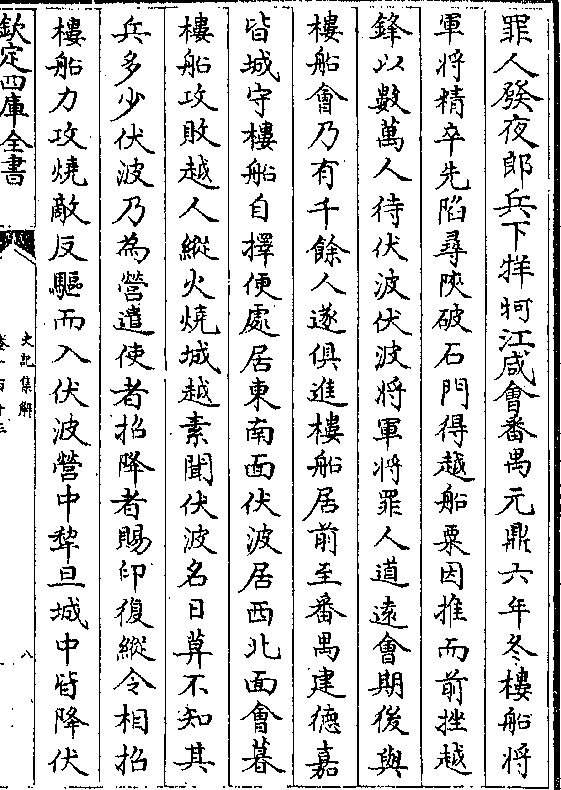 罪人發夜郎兵下牂牁江咸會番禺元鼎六年冬樓船將
軍將精卒先陷尋陝破石門得越船粟因推而前挫越
鋒以數萬人待伏波伏波將軍將罪人道遠會期後與
樓船會乃有千餘人遂俱進樓船居前至番禺建德嘉
皆城守樓船自擇便處居東南面伏波居西北面會暮
樓船攻敗越人縱火燒城越素聞伏波名日暮不知其
兵多少伏波乃為營遣使者招降者賜印復縱令相招
樓船力攻燒敵反驅而入伏波營中犂旦城中皆降伏
欽定四庫全書
史記集解
卷一百十三
八